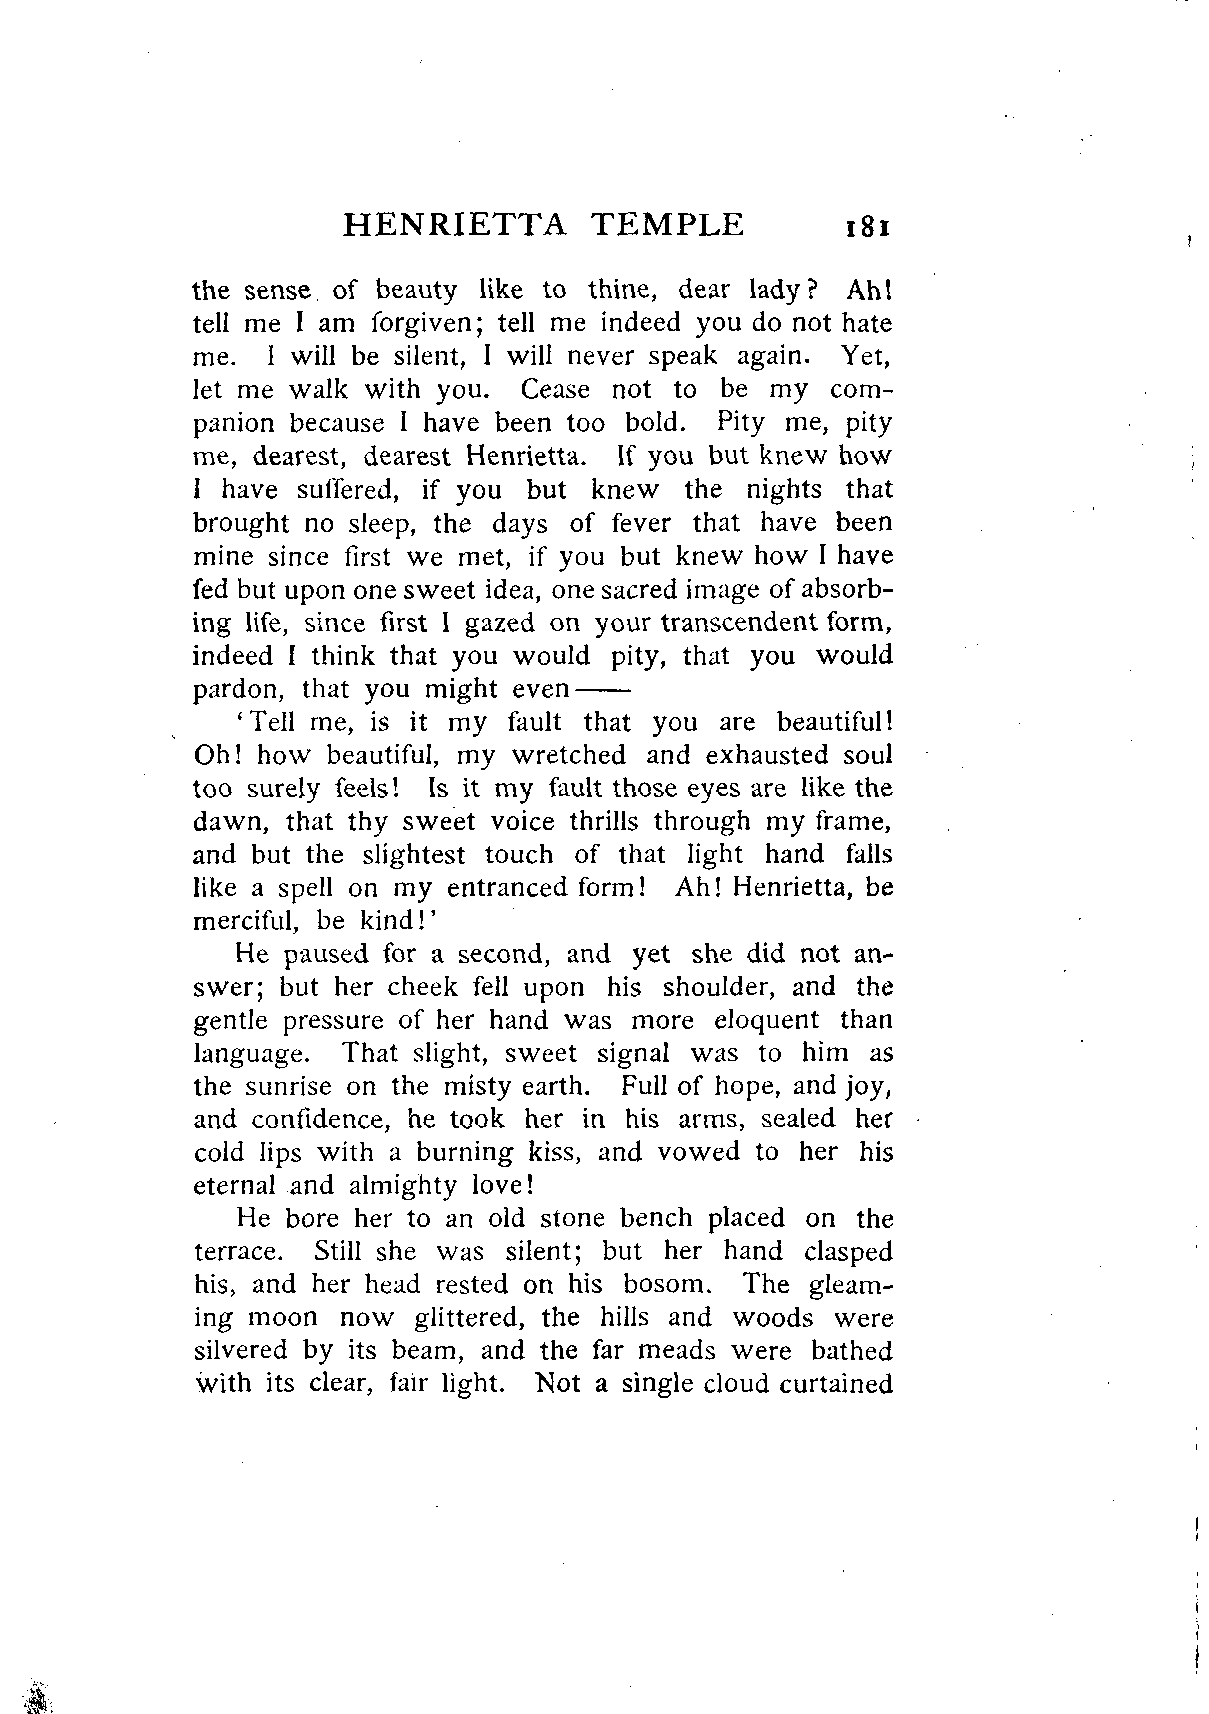 HENRIETTA TEMPLE 181
the sense of beauty like to thine, dear lady? Ah!
tell me I am forgiven; tell me indeed you do not hate
me. I will be silent, I will never speak again. Yet,
let me walk with you. Cease not to be my com-
panion because I have been too bold. Pity me, pity
me, dearest, dearest Henrietta. If you but knew how
I have suffered, if you but knew the nights that
brought no sleep, the days of fever that have been
mine since first we met, if you but knew how I have
fed but upon one sweet idea, one sacred image of absorb-
ing life, since first I gazed on your transcendent form,
indeed I think that you would pity, that you would
pardon, that you might even——
'Tell me, is it my fault that you are beautiful!
Oh! how beautiful, my wretched and exhausted soul
too surely feels! Is it my fault those eyes are like the
dawn, that thy sweet voice thrills through my frame,
and but the slightest touch of that light hand falls
like a spell on my entranced form! Ah! Henrietta, be
merciful, be kind!'
He paused for a second, and yet she did not an-
swer; but her cheek fell upon his shoulder, and the
gentle pressure of her hand was more eloquent than
language. That slight, sweet signal was to him as
the sunrise on the misty earth. Full of hope, and joy,
and confidence, he took her in his arms, sealed her
cold lips with a burning kiss, and vowed to her his
eternal and almighty love!
He bore her to an old stone bench placed on the
terrace. Still she was silent; but her hand clasped
his, and her head rested on his bosom. The gleam-
ing moon now glittered, the hills and woods were
silvered by its beam, and the far meads were bathed
with its clear, fair light. Not a single cloud curtained